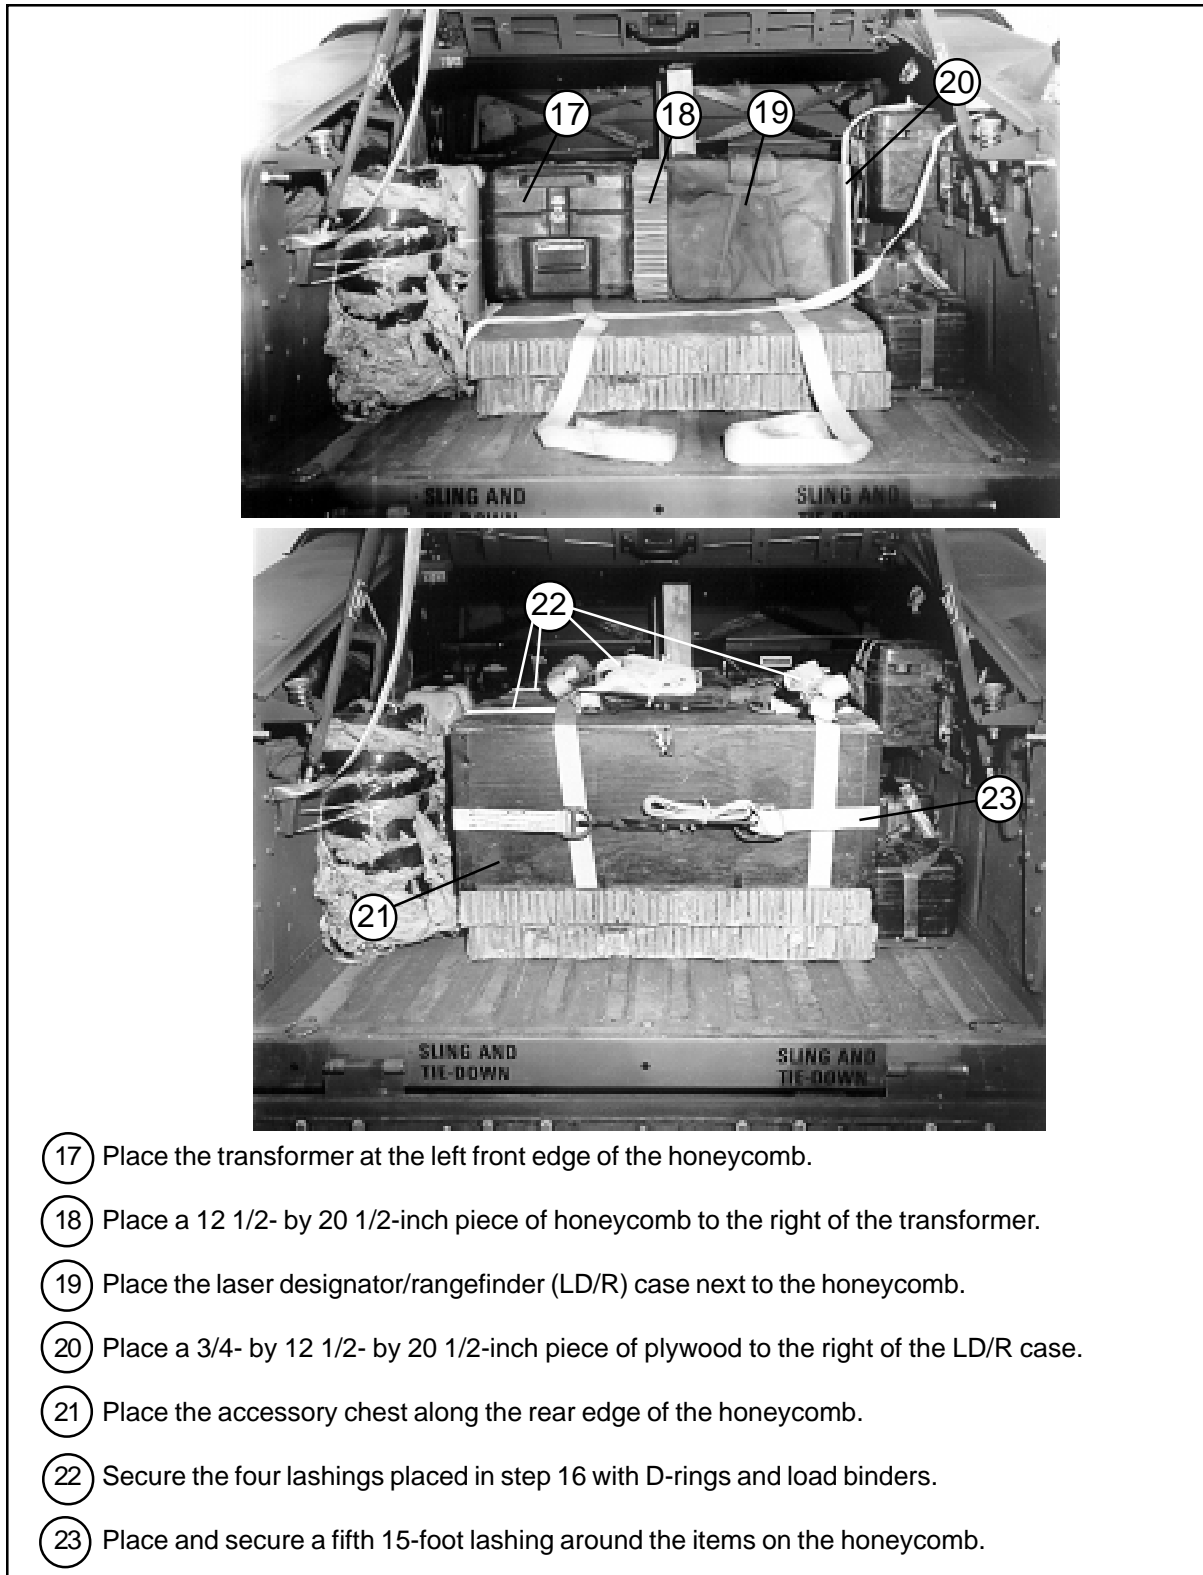 17
18
19
20
SLING AND
SLING AND
TIE-DOWN
TIE-DOWN
22
23
21
SLING AND
TIE-DOWN
SLING AND
TIE-DOWN
17 Place the transformer at the left front edge of the honeycomb.
18 Place a 12 1/2- by 20 1/2-inch piece of honeycomb to the right of the transformer.
19 Place the laser designator/rangefinder (LD/R) case next to the honeycomb.
20 Place a 3/4- by 12 1/2- by 20 1/2-inch piece of plywood to the right of the LD/R case.
21 Place the accessory chest along the rear edge of the honeycomb.
22 Secure the four lashings placed in step 16 with D-rings and load binders.
23 Place and secure a fifth 15-foot lashing around the items on the honeycomb.